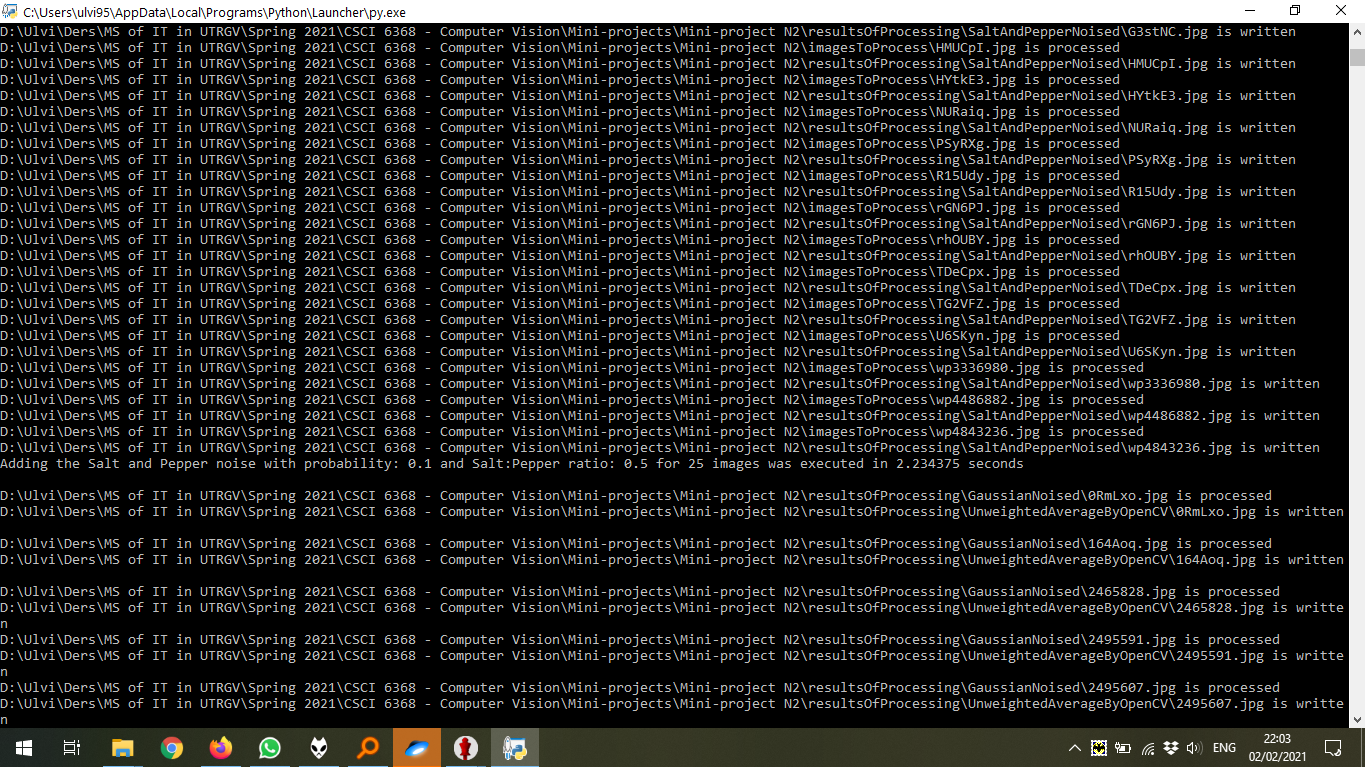 C:\Users\ulvi95\AppData\Local\Programs\Python\Launcher\py.exe
D:\Ulvi\Ders\MS of IT in UTRGV\Spring 2021\CSCI 6368 - Computer Vision\Mini-projects\Mini-project N2\resultsOfProcessing\SaltAndPepperNoised\G3stNC.jpg is written
D:\Ulvi\Ders\MS of IT in UTRGV\Spring 2021\CSCI 6368 - Computer Vision\Mini-projects\Mini-project N2\imagesToProcess\HMUCpI.jpg is processed
D:\Ulvi\Ders\MS of IT in UTRGV\Spring 2021\CSCI 6368 - Computer Vision\Mini-projects\Mini-project N2\resultsOfProcessing\SaltAndPepperNoised\HMUCpI.jpg is written
D:\Ulvi\Ders\MS of IT in UTRGV\Spring 2021\CSCI 6368 - Computer Vision\Mini-projects\Mini-project N2\imagesToProcess\HYtkE3.jpg is processed
D:\Ulvi\Ders\MS of IT in UTRGV\Spring 2021\CSCI 6368 - Computer Vision\Mini-projects\Mini-project N2\resultsOfProcessing\SaltAndPepperNoised\HYtkE3.jpg is written
D:\Ulvi\Ders\MS of IT in UTRGV\Spring 2021\CSCI 6368 - Computer Vision\Mini-projects\Mini-project N2\imagesToProcess\NURaiq.jpg is processed
D:\Ulvi\Ders\MS of IT in UTRGV\Spring 2021\CSCI 6368 - Computer Vision\Mini-projects\Mini-project N2\resultsOfProcessing\SaltAndPepperNoised\NURaiq.jpg is written
D:\Ulvi\Ders\MS of IT in UTRGV\Spring 2021\CSCI 6368 - Computer Vision\Mini-projects\Mini-project N2\imagesToProcess\PSyRXg.jpg is processed
D:\Ulvi\Ders\MS of IT in UTRGV\Spring 2021\CSCI 6368 - Computer Vision\Mini-projects\Mini-project N2\resultsOfProcessing\SaltAndPepperNoised\PSyRXg.jpg is written
D:\Ulvi\Ders\MS of IT in UTRGV\Spring 2021\CSCI 6368 - Computer Vision\Mini-projects\Mini-project N2\imagesToProcess\R15Udy.jpg is processed
D:\Ulvi\Ders\MS of IT in UTRGV\Spring 2021\CSCI 6368 - Computer Vision\Mini-projects\Mini-project N2\resultsOfProcessing\SaltAndPepperNoised\R15Udy.jpg is written
D:\Ulvi\Ders\MS of IT in UTRGV\Spring 2021\CSCI 6368 - Computer Vision\Mini-projects\Mini-project N2\imagesToProcess\rGN6PJ.jpg is processed
D:\Ulvi\Ders\MS of IT in UTRGV\Spring 2021\CSCI 6368 - Computer Vision\Mini-projects\Mini-project N2\resultsOfProcessing\SaltAndPepperNoised\rGN6PJ.jpg is written
D:\Ulvi\Ders\MS of IT in UTRGV\Spring 2021\CSCI 6368 - Computer Vision\Mini-projects\Mini-project N2\imagesToProcess\rhOUBY.jpg is processed
D:\Ulvi\Ders\MS of IT in UTRGV\Spring 2021\CSCI 6368 - Computer Vision\Mini-projects\Mini-project N2\resultsOfProcessing\SaltAndPepperNoised\rhOUBY.jpg is written
D:\Ulvi\Ders\MS of IT in UTRGV\Spring 2021\CSCI 6368 - Computer Vision\Mini-projects\Mini-project N2\imagesToProcess\TDeCpx.jpg is processed
D:\Ulvi\Ders\MS of IT in UTRGV\Spring 2021\CSCI 6368 - Computer Vision\Mini-projects\Mini-project N2\resultsOfProcessing\SaltAndPepperNoised\TDeCpx.jpg is written
D:\Ulvi\Ders\MS of IT in UTRGV\Spring 2021\CSCI 6368 - Computer Vision\Mini-projects\Mini-project N2\imagesToProcess\TG2VFZ.jpg is processed
D:\Ulvi\Ders\MS of IT in UTRGV\Spring 2021\CSCI 6368 - Computer Vision\Mini-projects\Mini-project N2\resultsOfProcessing\SaltAndPepperNoised\TG2VFZ.jpg is written
D:\Ulvi\Ders\MS of IT in UTRGV\Spring 2021\CSCI 6368 - Computer Vision\Mini-projects\Mini-project N2\imagesToProcess\U6SKyn.jpg is processed
D:\Ulvi\Ders\MS of IT in UTRGV\Spring 2021\CSCI 6368 - Computer Vision\Mini-projects\Mini-project N2\resultsOfProcessing\SaltAndPepperNoised\U6SKyn.jpg is written
D:\Ulvi\Ders\MS of IT in UTRGV\Spring 2021\CSCI 6368 - Computer Vision\Mini-projects\Mini-project N2\imagesToProcess\wp3336980.jpg is processed
D:\Ulvi\Ders\MS of IT in UTRGV\Spring 2021\CSCI 6368 - Computer Vision\Mini-projects\Mini-project N2\resultsOfProcessing\SaltAndPepperNoised\wp3336980.jpg is written
D:\Ulvi\Ders\MS of IT in UTRGV\Spring 2021\CSCI 6368 - Computer Vision\Mini-projects\Mini-project N2\imagesToProcess\wp4486882.jpg is processed
D:\Ulvi\Ders\MS of IT in UTRGV\Spring 2021\CSCI 6368 - Computer Vision\Mini-projects\Mini-project N2\resultsOfProcessing\SaltAndPepperNoised\wp4486882.jpg is written
D:\Ulvi\Ders\MS of IT in UTRGV\Spring 2021\CSCI 6368 - Computer Vision\Mini-projects\Mini-project N2\imagesToProcess\wp4843236.jpg is processed
D:\Ulvi\Ders\MS of IT in UTRGV\Spring 2021\CSCI 6368 - Computer Vision\Mini-projects\Mini-project N2\resultsOfProcessing\SaltAndPepperNoised\wp4843236.jpg is written
Adding the Salt and Pepper noise with probability: 0.1 and Salt:Pepper ratio: 0.5 for 25 images was executed in 2.234375 seconds
D:\Ulvi\Ders\MS of IT in UTRGV\Spring 2021\CSCI 6368 - Computer Vision\Mini-projects\Mini-project N2\resultsOfProcessing\GaussianNoised\0RmLxo.jpg is processed
D:\Ulvi\Ders\MS of IT in UTRGV\Spring 2021\CSCI 6368 - Computer Vision\Mini-projects\Mini-project N2\resultsOfProcessing\UnweightedAverageByOpenCV\0RmLxo.jpg is written
D:\Ulvi\Ders\MS of IT in UTRGV\Spring 2021\CSCI 6368 - Computer Vision\Mini-projects\Mini-project N2\resultsOfProcessing\GaussianNoised\164Aoq.jpg is processed
D:\Ulvi\Ders\MS of IT in UTRGV\Spring 2021\CSCI 6368 - Computer Vision\Mini-projects\Mini-project N2\resultsOfProcessing\UnweightedAverageByOpenCV\164Aoq.jpg is written
D:\Ulvi\Ders\MS of IT in UTRGV\Spring 2021\CSCI 6368 - Computer Vision\Mini-projects\Mini-project N2\resultsOfProcessing\GaussianNoised\2465828.jpg is processed
D:\Ulvi\Ders\MS of IT in UTRGV\Spring 2021\CSCI 6368 - Computer Vision\Mini-projects\Mini-project N2\resultsOfProcessing\UnweightedAverageByOpenCV\2465828.jpg is writte
n
D:\Ulvi\Ders\MS of IT in UTRGV\Spring 2021\CSCI 6368 - Computer Vision\Mini-projects\Mini-project N2\resultsOfProcessing\GaussianNoised\2495591.jpg is processed
D:\Ulvi\Ders\MS of IT in UTRGV\Spring 2021\CSCI 6368 - Computer Vision\Mini-projects\Mini-project N2\resultsOfProcessing\UnweightedAverageByOpenCV\2495591.jpg is writte
n
D:\Ulvi\Ders\MS of IT in UTRGV\Spring 2021\CSCI 6368 - Computer Vision\Mini-projects\Mini-project N2\resultsOfProcessing\GaussianNoised\2495607.jpg is processed
D:\Ulvi\Ders\MS of IT in UTRGV\Spring 2021\CSCI 6368 - Computer Vision\Mini-projects\Mini-project N2\resultsOfProcessing\UnweightedAverageByOpenCV\2495607.jpg is writte
n
ENG
22:03
02/02/2021